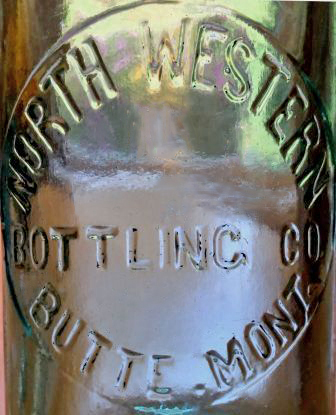 NORTH WESTERN
BOTTLING CO
BUTTE. MONT.